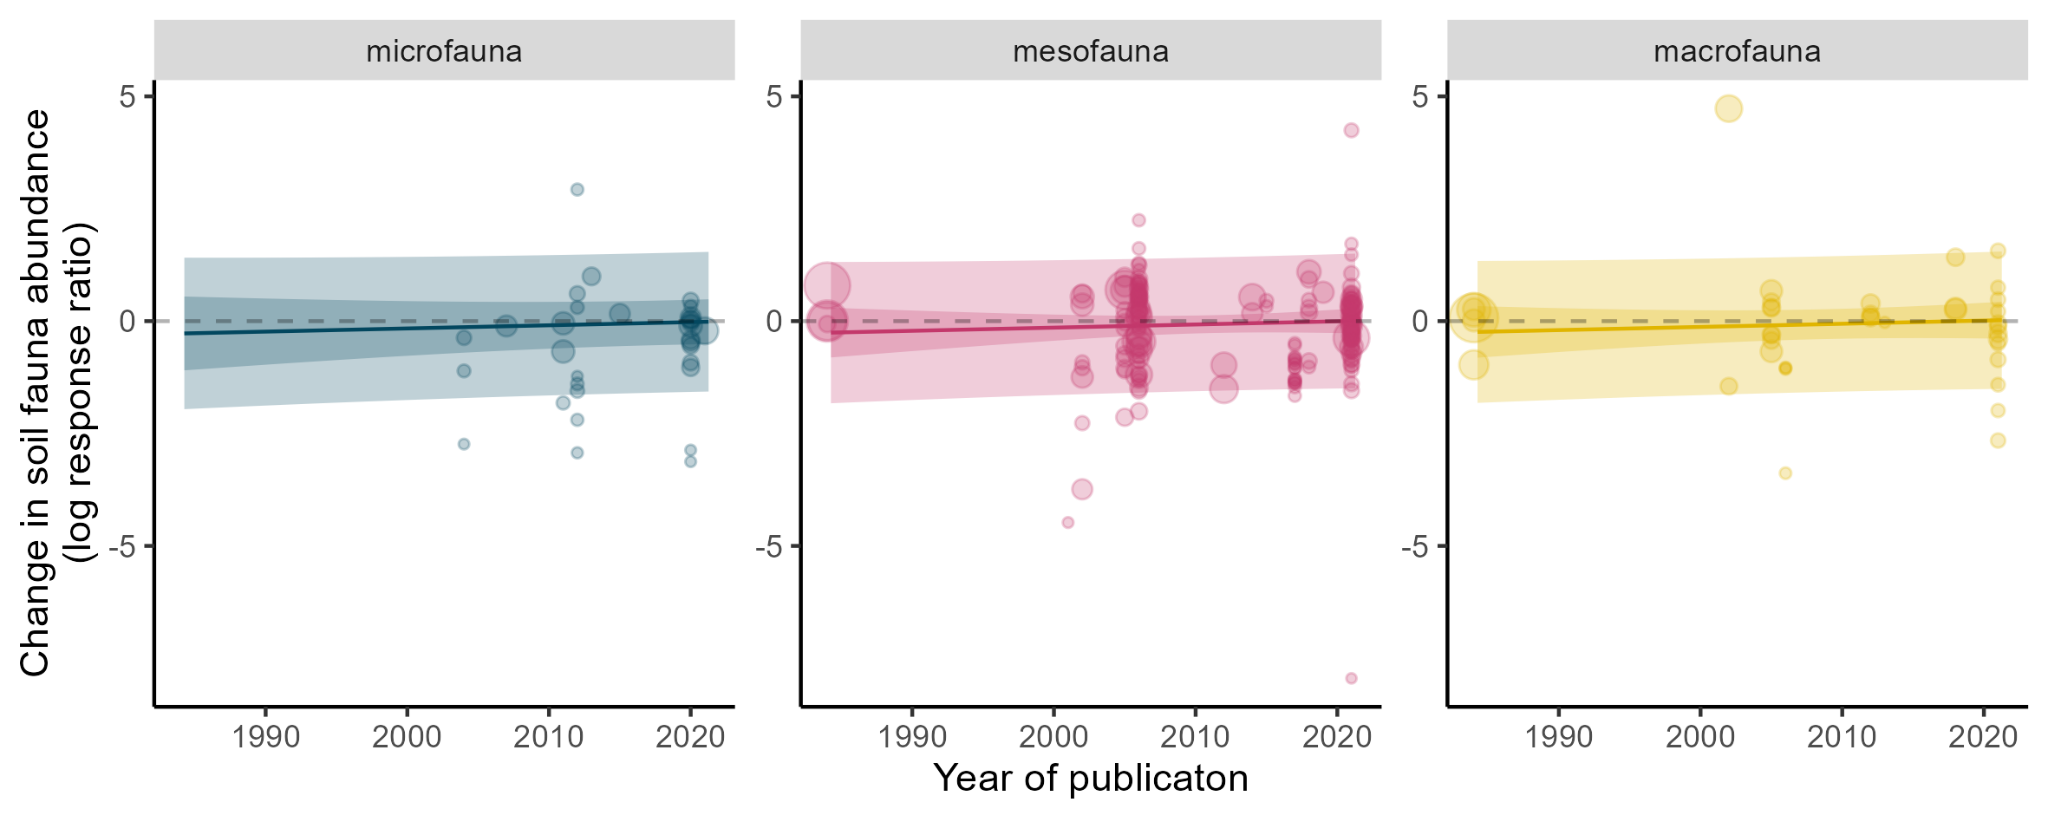 microfauna
mesofauna
macrofauna
Change in soil fauna abundance
(log response ratio)
5
0
-5
5
0
-5
5
0
-5
1990 2000 2010 2020
1990 2000 2010 2020
1990 2000 2010 2020
Year of publicaton